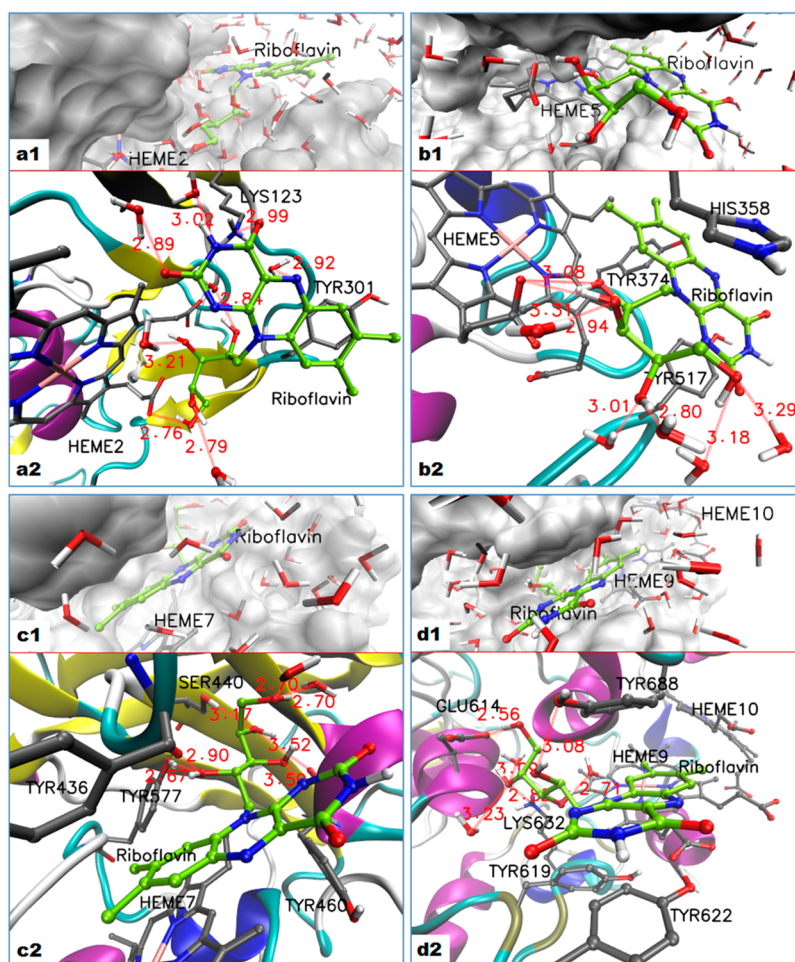 Riboflavin
HEME2
a1
Riboflavin
HEME5
b1
LYS123
3.02
2.99
2.89
2.92
2.84
TYR301
3.21
Riboflavin
HEME2
2.76
2.79
a2
HIS358
HEME5
3.08
TYR374
3.31
Riboflavin
2.94
TYR517
3.01
2.80
3.29
3.18
b2
Riboflavin
HEME7
c1
HEME10
HEME9
Riboflavin
d1
SER440
2.70
2.70
3.17
3.52
2.90
2.67
TYR436
TYR577
Riboflavin
HEME7
TYR460
c2
TYR688
GLU614
2.56
HEME10
3.08
HEME9
Riboflavin
2.71
3.23
LYS632
TYR619
TYR622
d2